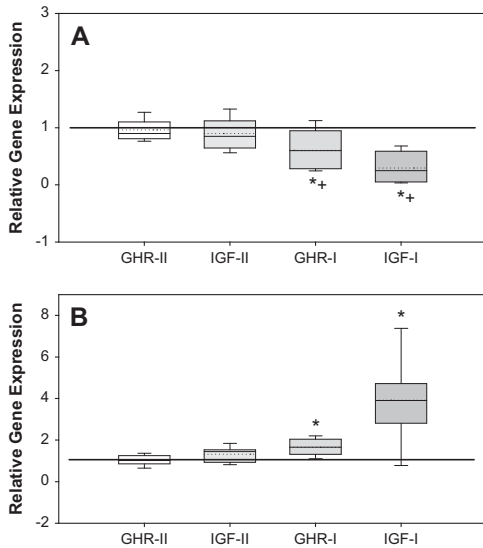 A
Relative Gene Expression
3
2
1
0
-1
*+
*+
GHR-II IGF-II GHR-I IGF-I
B
Relative Gene Expression
8
6
4
2
0
-2
*
*
GHR-II IGF-II GHR-I IGF-I